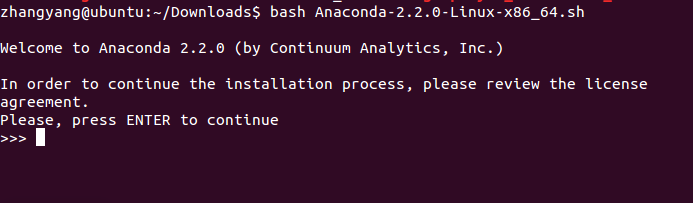 zhangyang@ubuntu:~/Downloads$ bash Anaconda-2.2.0-Linux-x86_64.sh
Welcome to Anaconda 2.2.0 (by Continuum Analytics, Inc.)
In order to continue the installation process, please review the license
agreement.
Please, press ENTER to continue
>>>